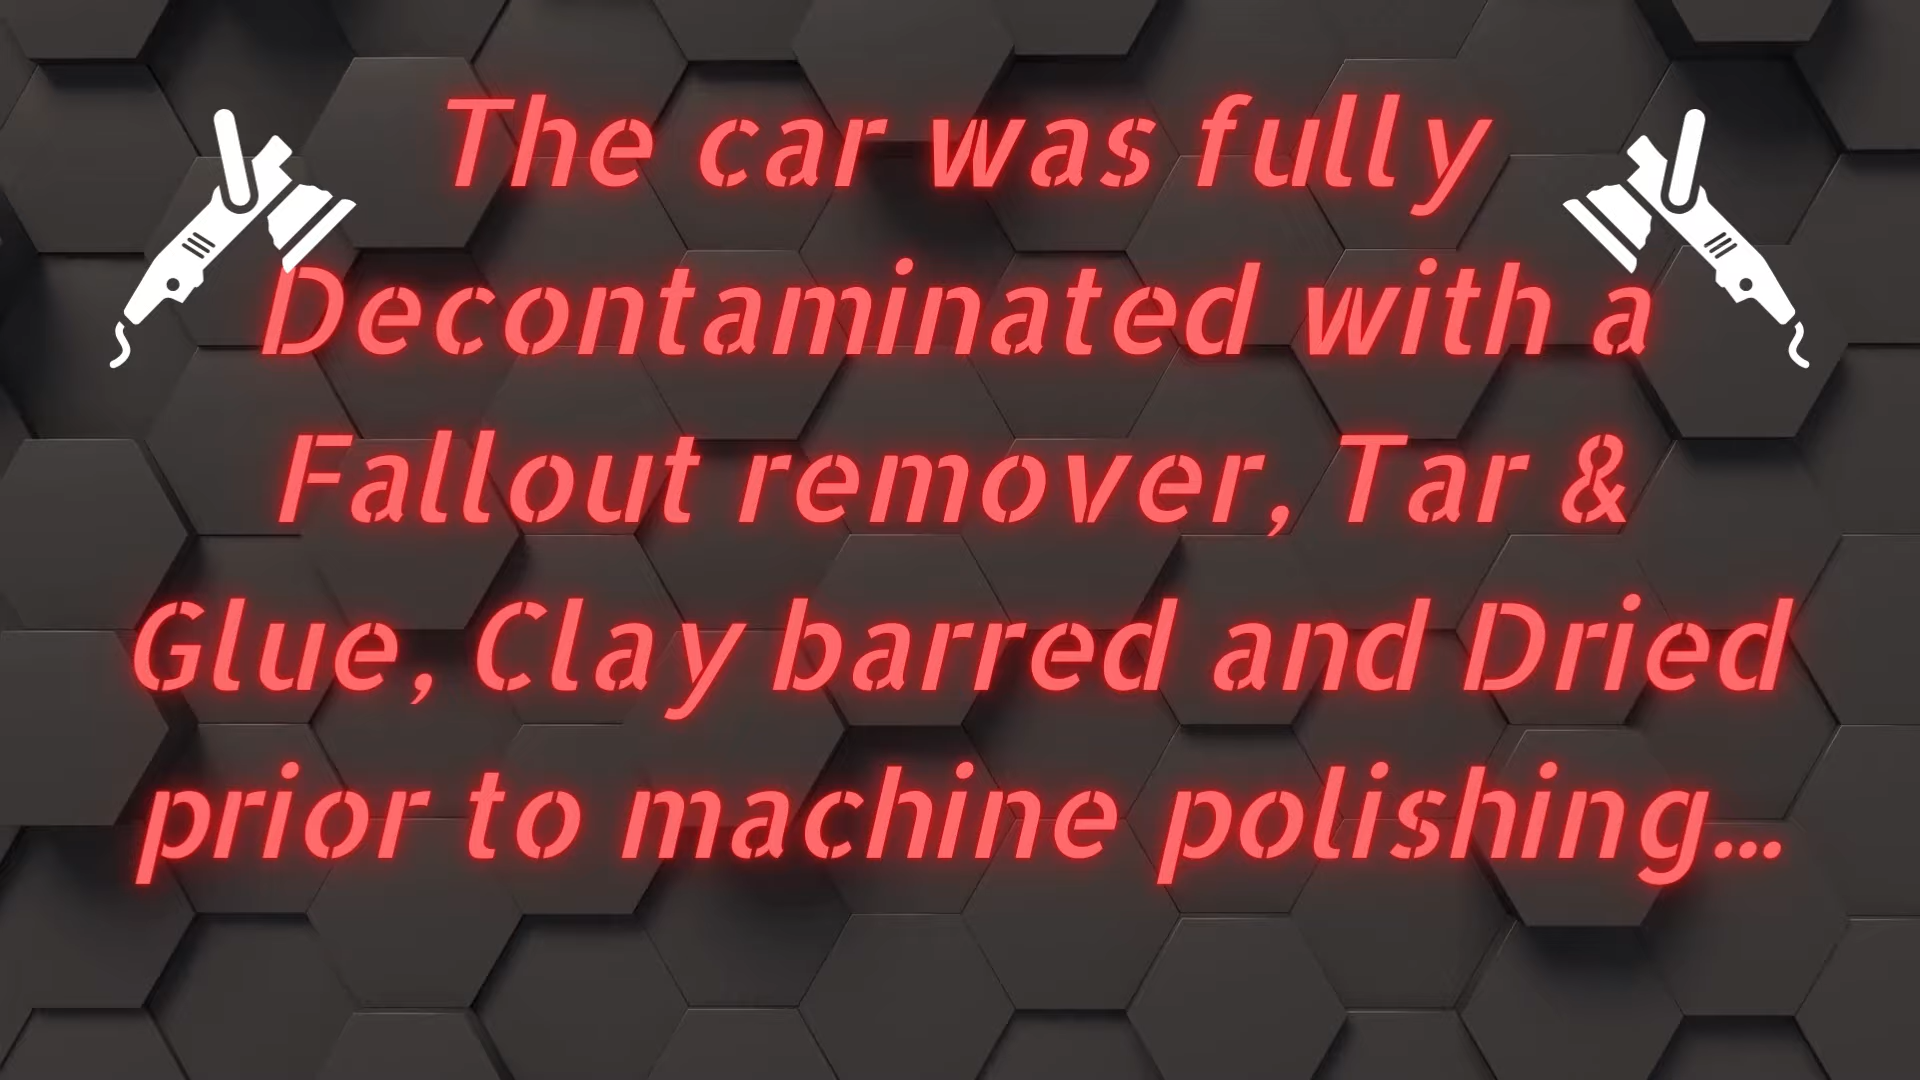 The car was fully
Decontaminated with a
Fallout remover, Tar &
Glue, Clay barred and Dried
prior to machine polishing...